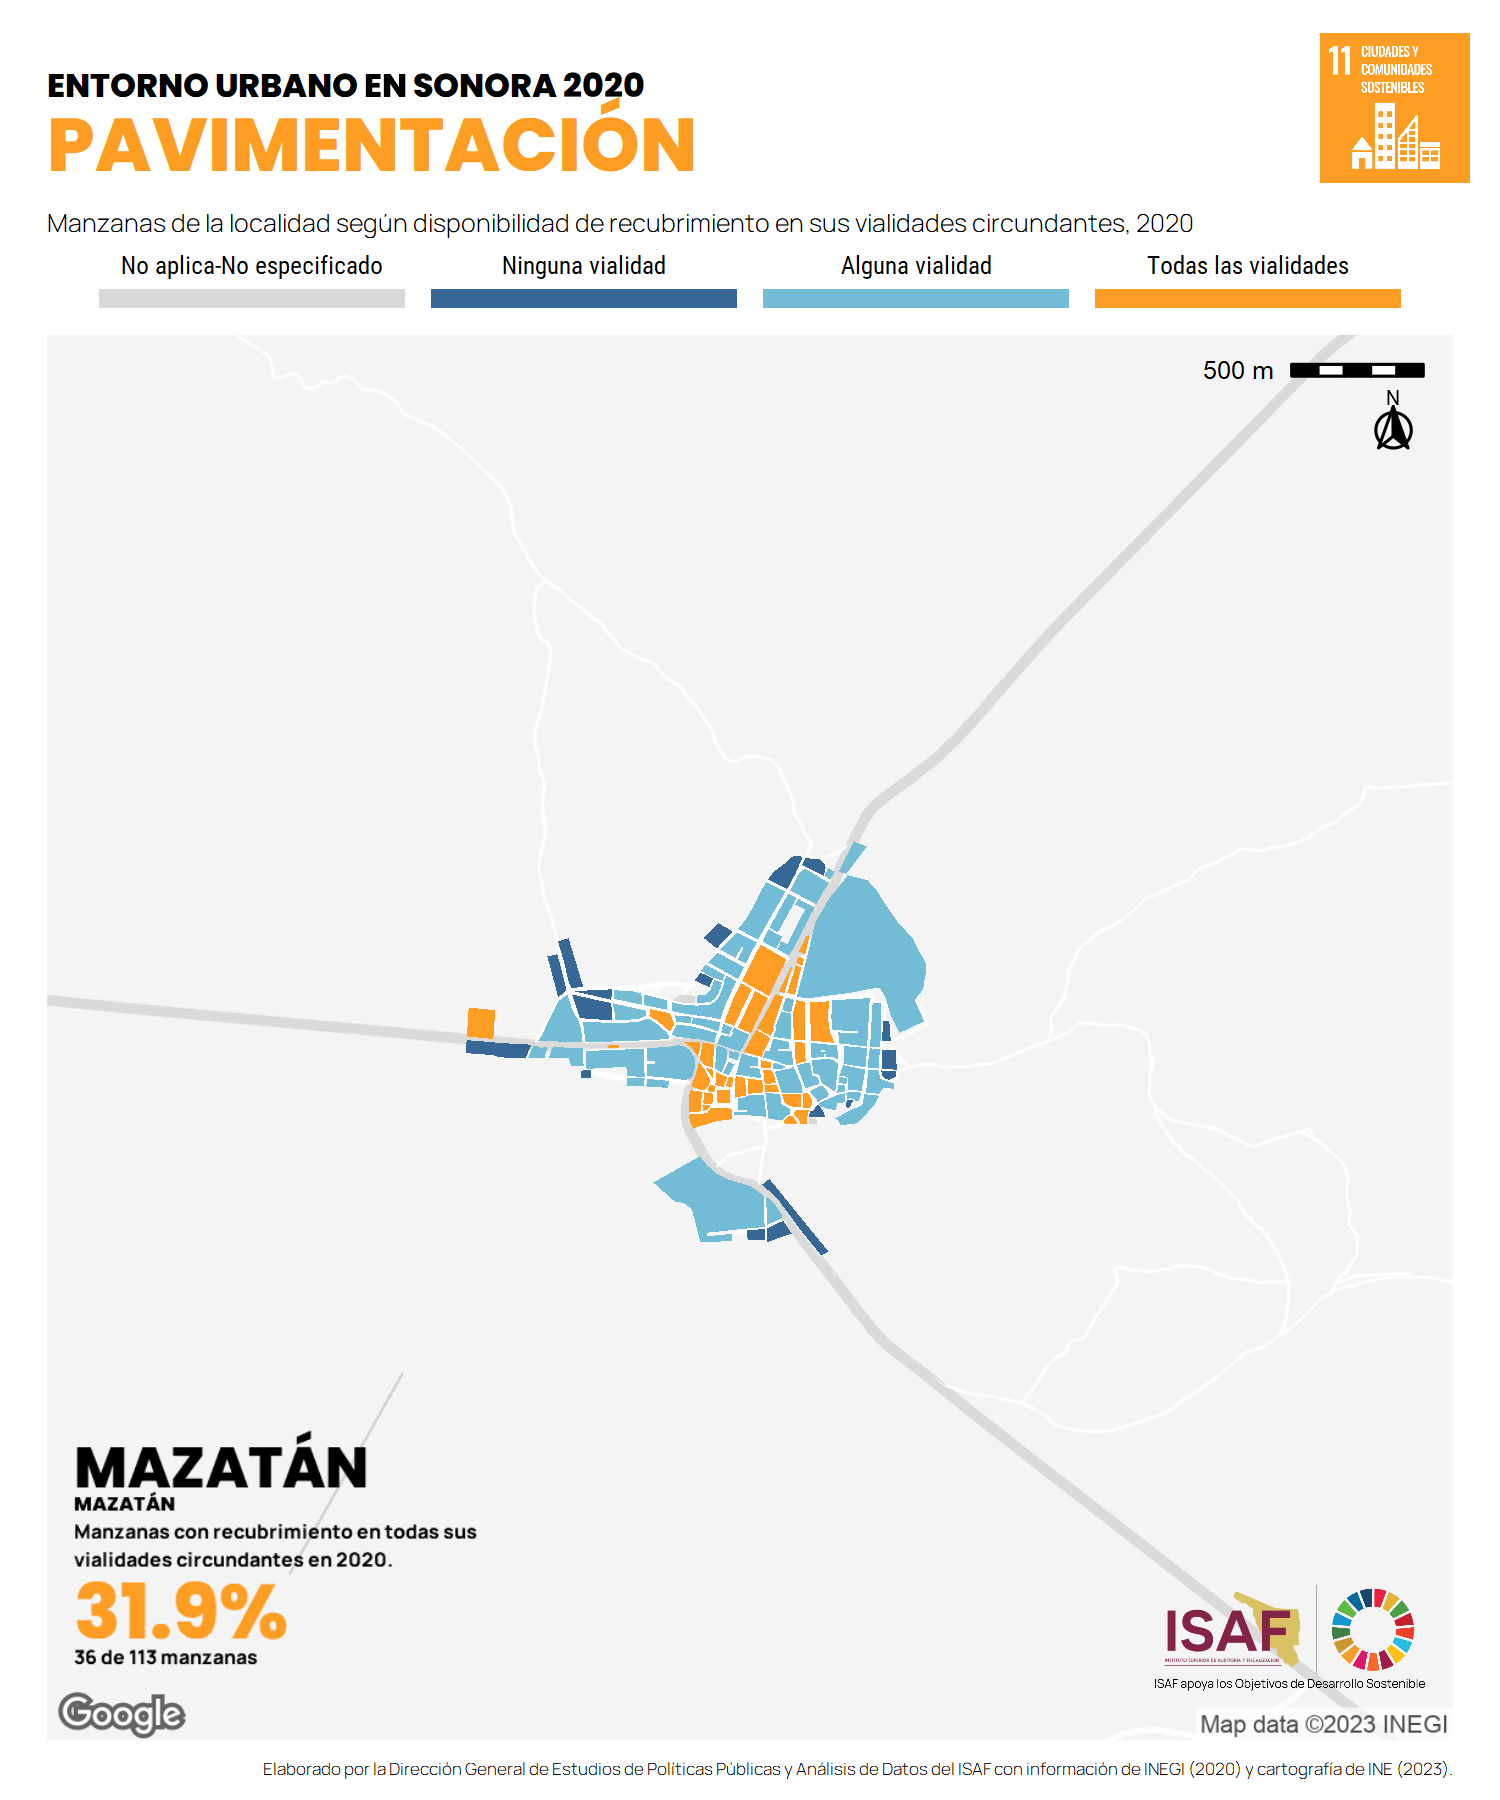 ENTORNO URBANO EN SONORA 2020
PAVIMENTACIÓN
11
CIUDADES Y
COMUNIDADES
SOSTENIBLES
Manzanas de la localidad según disponibilidad de recubrimiento en sus vialidades circundantes, 2020
No aplica-No especificado
Ninguna vialidad
Alguna vialidad
Todas las vialidades
500 m
N
MAZATÁN
MAZATÁN
Manzanas con recubrimiento en todas sus
vialidades circundantes en 2020.
31.9%
36 de 113 manzanas
Google
ISAF
INSTITUTO SUPERIOR DE AUDITORÍA Y FISCALIZACIÓN
ISAF apoya los Objetivos de Desarrollo Sostenible
Map data ©2023 INEGI
Elaborado por la Dirección General de Estudios de Políticas Públicas y Análisis de Datos del ISAF con información de INEGI (2020) y cartografía de INE (2023).